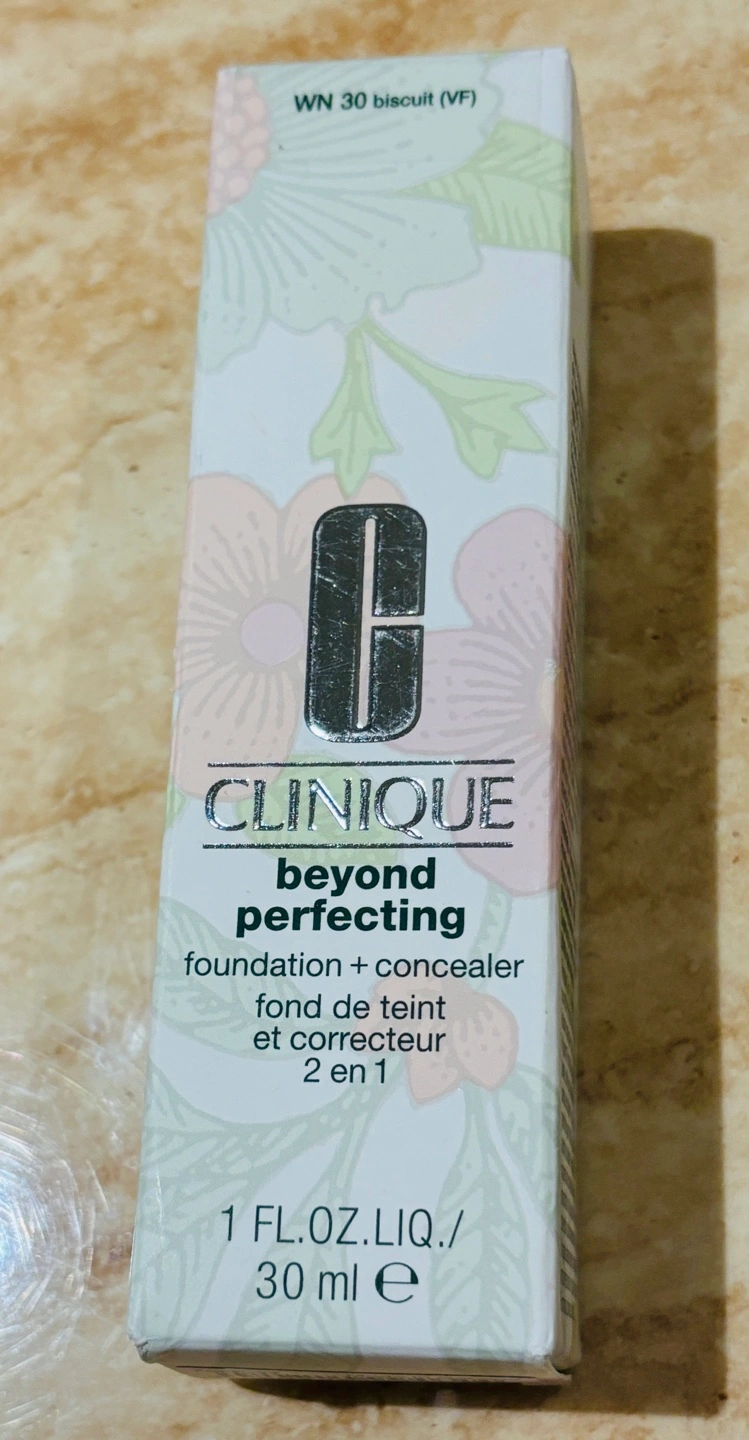 WN 30 biscuit (VF)
CLINIQUE
beyond
perfecting
foundation + concealer
fond de teint
et correcteur
2 en 1
1 FL.OZ.LIQ./
30 ml ℮